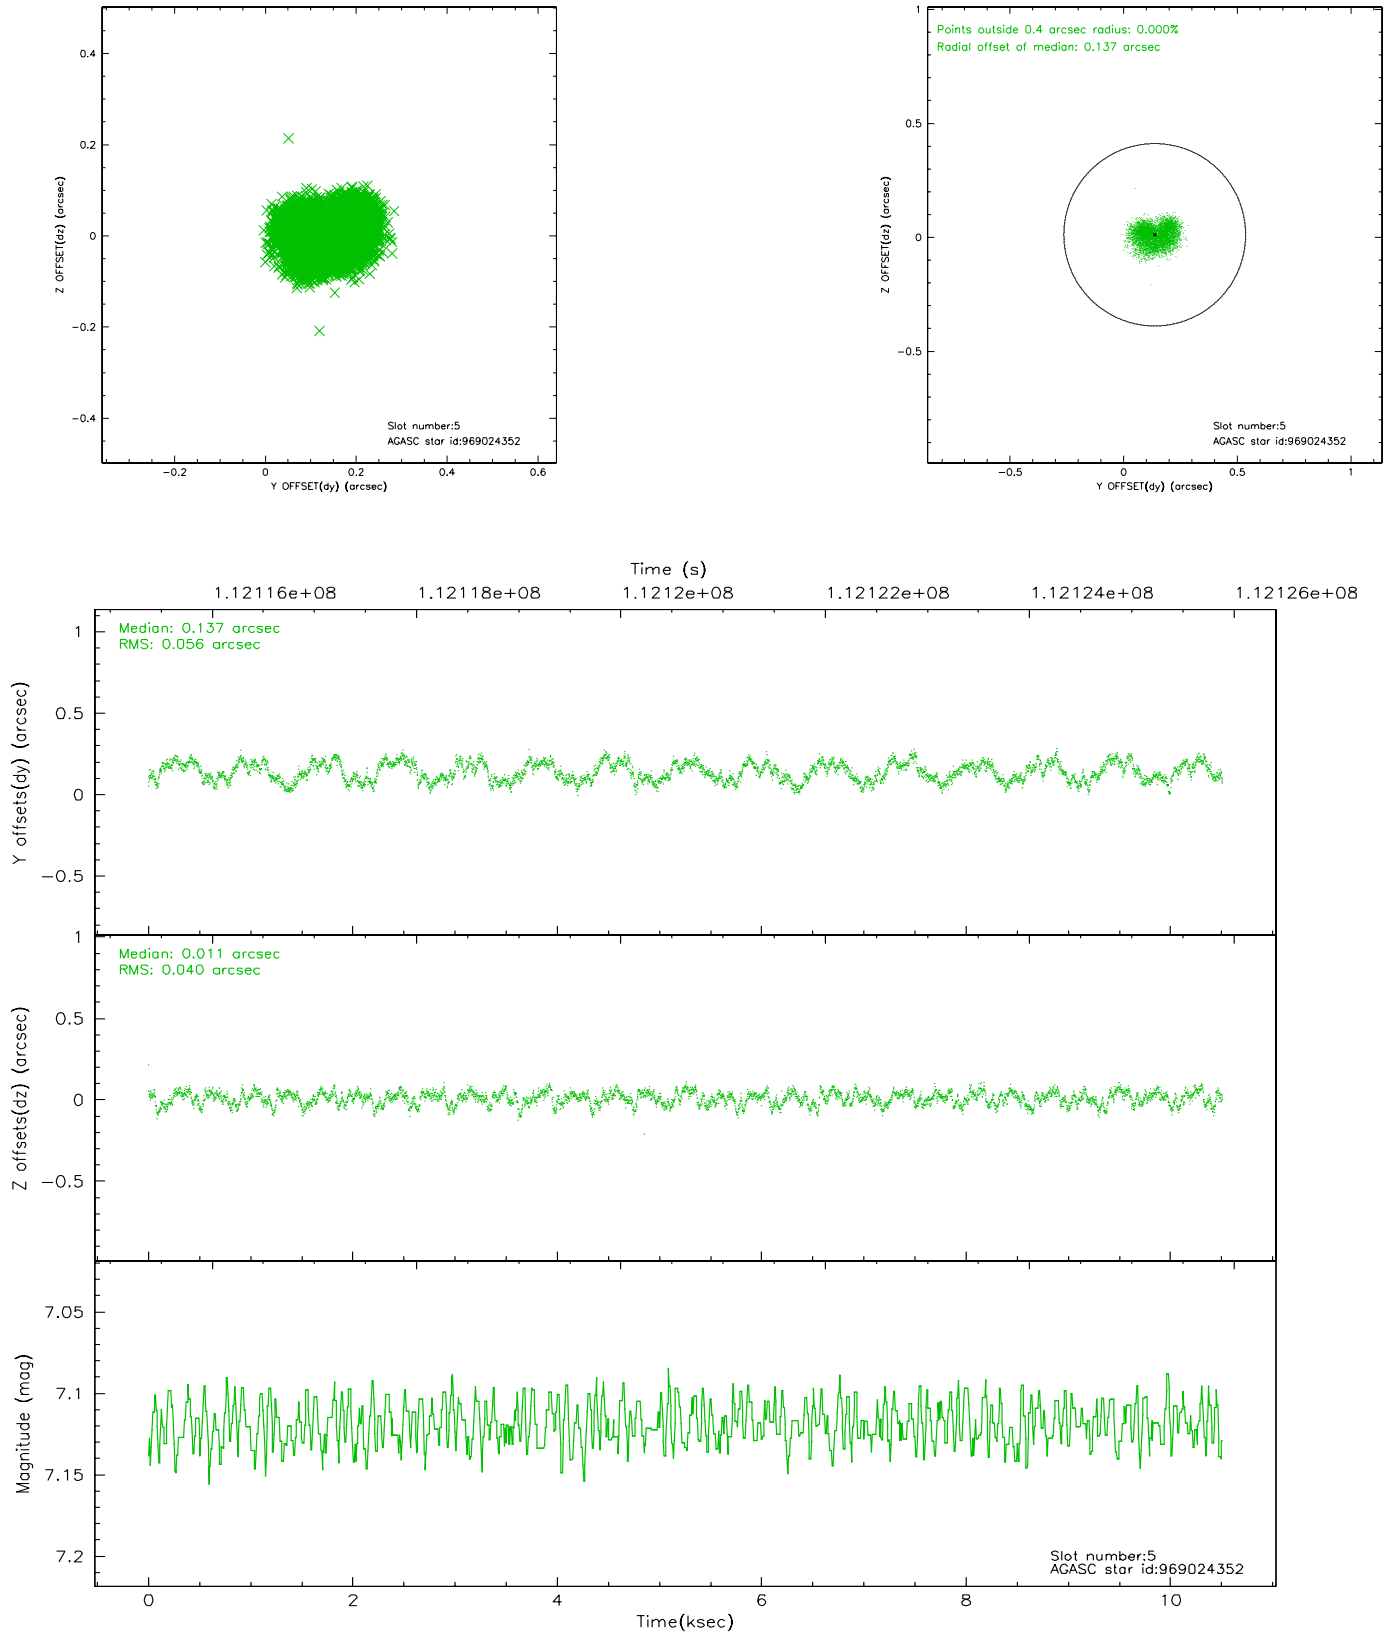 0.4
0.2
0
−0.2
−0.4
Z OFFSET(dz) (arcsec)
Slot number:5
AGASC star id:969024352
−0.2 0 0.2 0.4 0.6
Y OFFSET(dy) (arcsec)
Points outside 0.4 arcsec radius: 0.000%
Radial offset of median: 0.137 arcsec
1
0.5
0
−0.5
Z OFFSET(dz) (arcsec)
Slot number:5
AGASC star id:969024352
−0.5 0 0.5 1
Y OFFSET(dy) (arcsec)
Time (s)
1.12116e+08 1.12118e+08 1.1212e+08 1.12122e+08 1.12124e+08 1.12126e+08
Median: 0.137 arcsec
RMS: 0.056 arcsec
1
0.5
0
−0.5
Y offsets(dy) (arcsec)
Median: 0.011 arcsec
RMS: 0.040 arcsec
1
0.5
0
−0.5
Z offsets(dz) (arcsec)
7.05
7.1
7.15
7.2
Magnitude (mag)
Slot number:5
AGASC star id:969024352
0 2 4 6 8 10
Time(ksec)